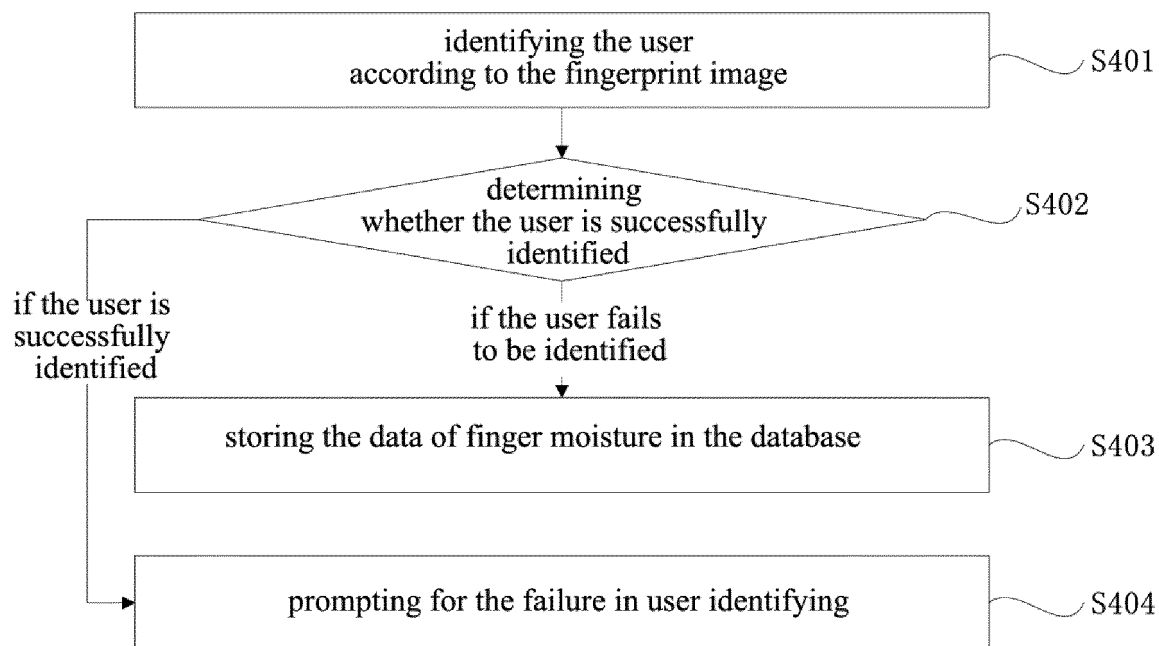 identifying the user
according to the fingerprint image
S401
determining
whether the user is successfully
identified
S402
if the user is
successfully
identified
if the user fails
to be identified
storing the data of finger moisture in the database
S403
prompting for the failure in user identifying
S404